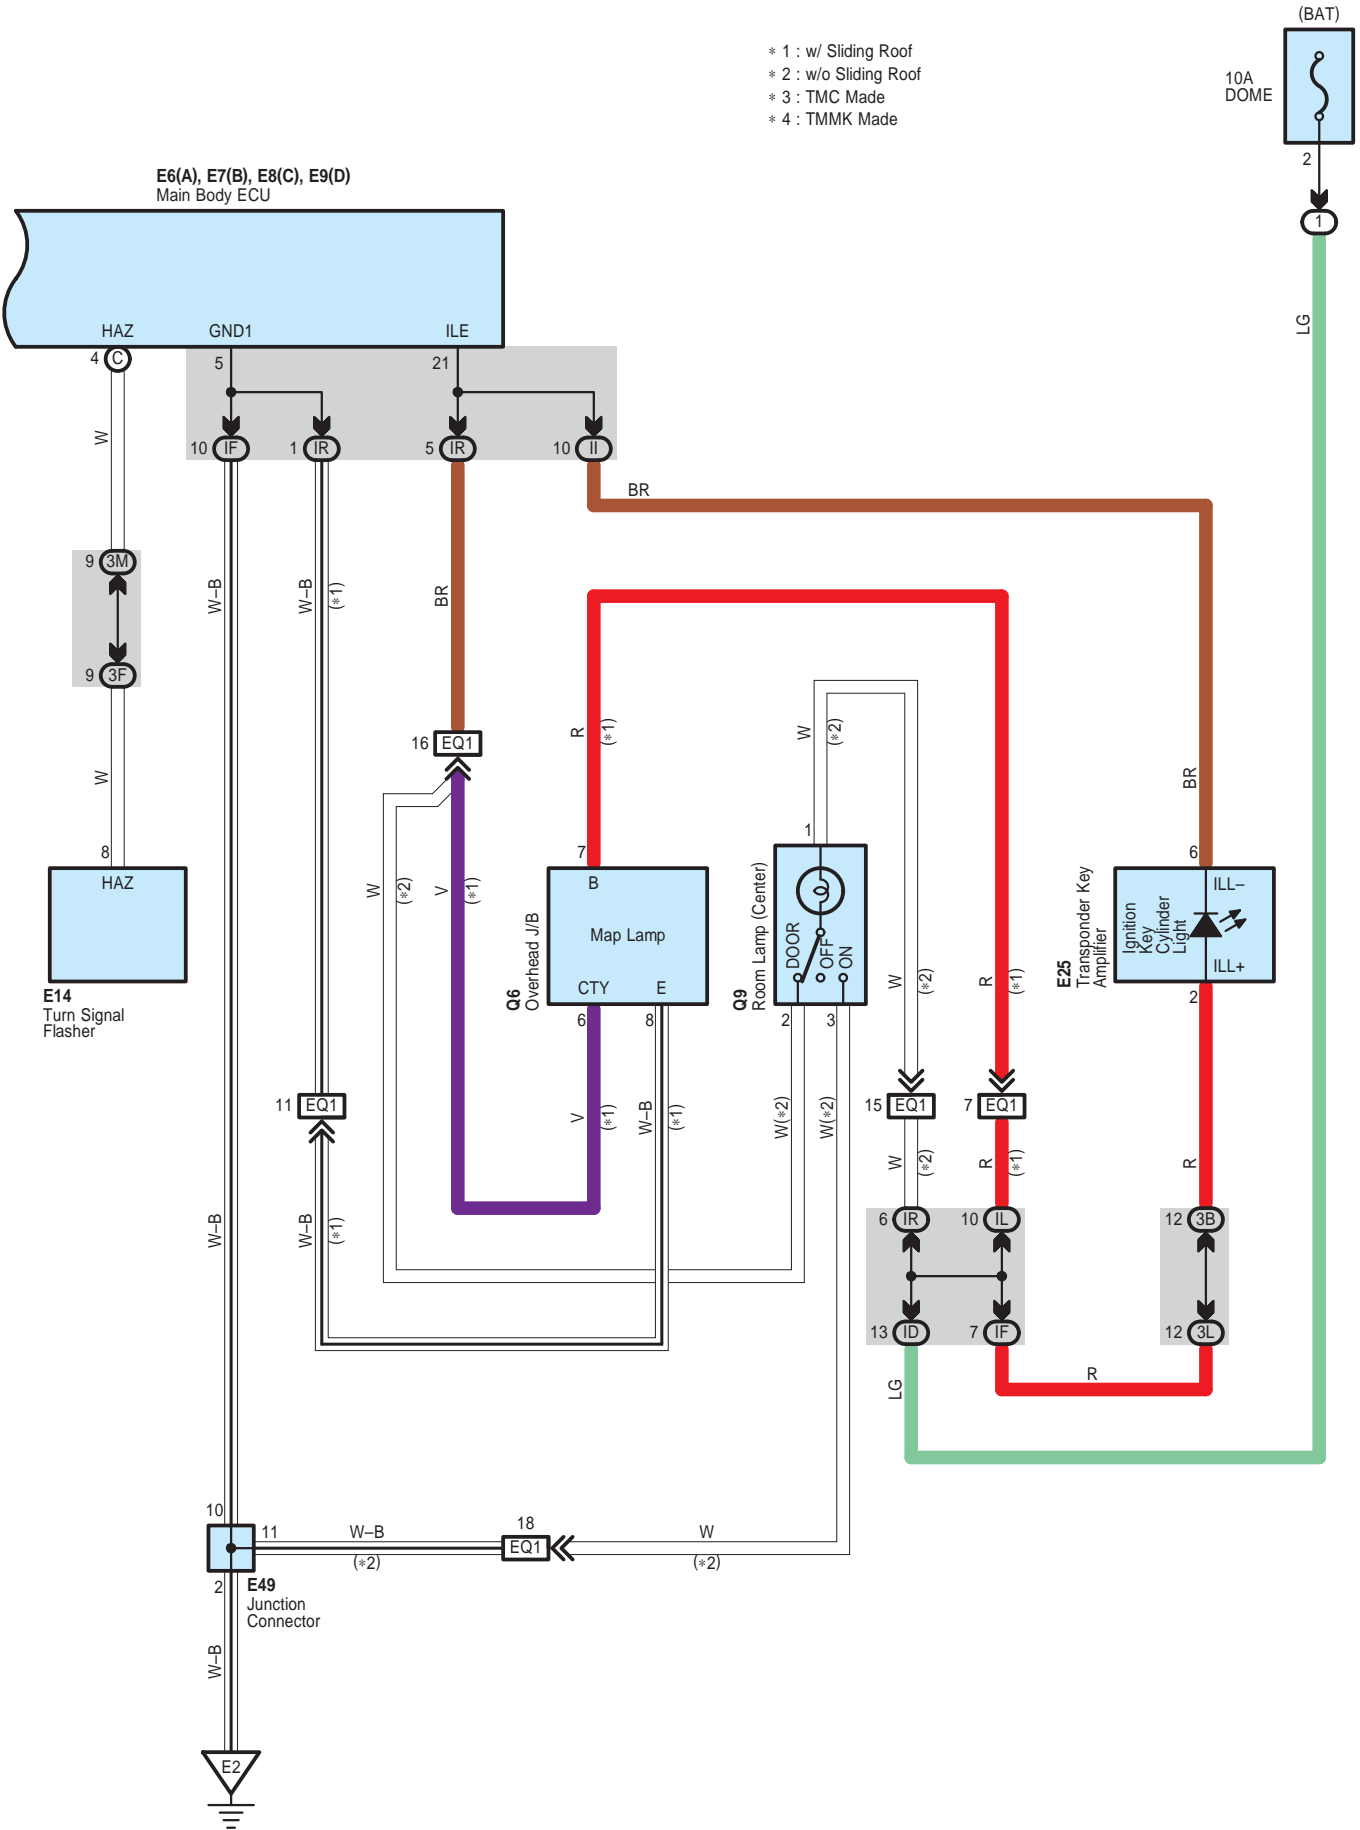 (BAT)
∗ 1 : w/ Sliding Roof
∗ 2 : w/o Sliding Roof
∗ 3 : TMC Made
∗ 4 : TMMK Made
10A
DOME
2
1
LG
E6(A), E7(B), E8(C), E9(D)
Main Body ECU
HAZ
GND1
ILE
4 C
5
21
10 IF
1 IR
5 IR
10 II
W
BR
9 3M
W–B
W–B
(∗1)
BR
9 3F
W
16 EQ1
R
(∗1)
W
(∗2)
BR
8
HAZ
E14
Turn Signal
Flasher
W
(∗2)
V
(∗1)
7
B
Map Lamp
CTY
E
6
8
Q6
Overhead J/B
1
DOOR
OFF
ON
2
3
Q9
Room Lamp (Center)
W
(∗2)
R
(∗1)
6
ILL–
Ignition
Key
Cylinder
Light
ILL+
2
E25
Transponder Key
Amplifier
11 EQ1
V
(∗1)
W–B
(∗1)
W(∗2)
W(∗2)
15 EQ1
7 EQ1
W
(∗2)
R
(∗1)
R
W–B
W–B
(∗1)
6 IR
10 IL
12 3B
13 ID
7 IF
12 3L
LG
R
10
11
W–B
(∗2)
18
EQ1
W
(∗2)
2
E49
Junction
Connector
W–B
E2